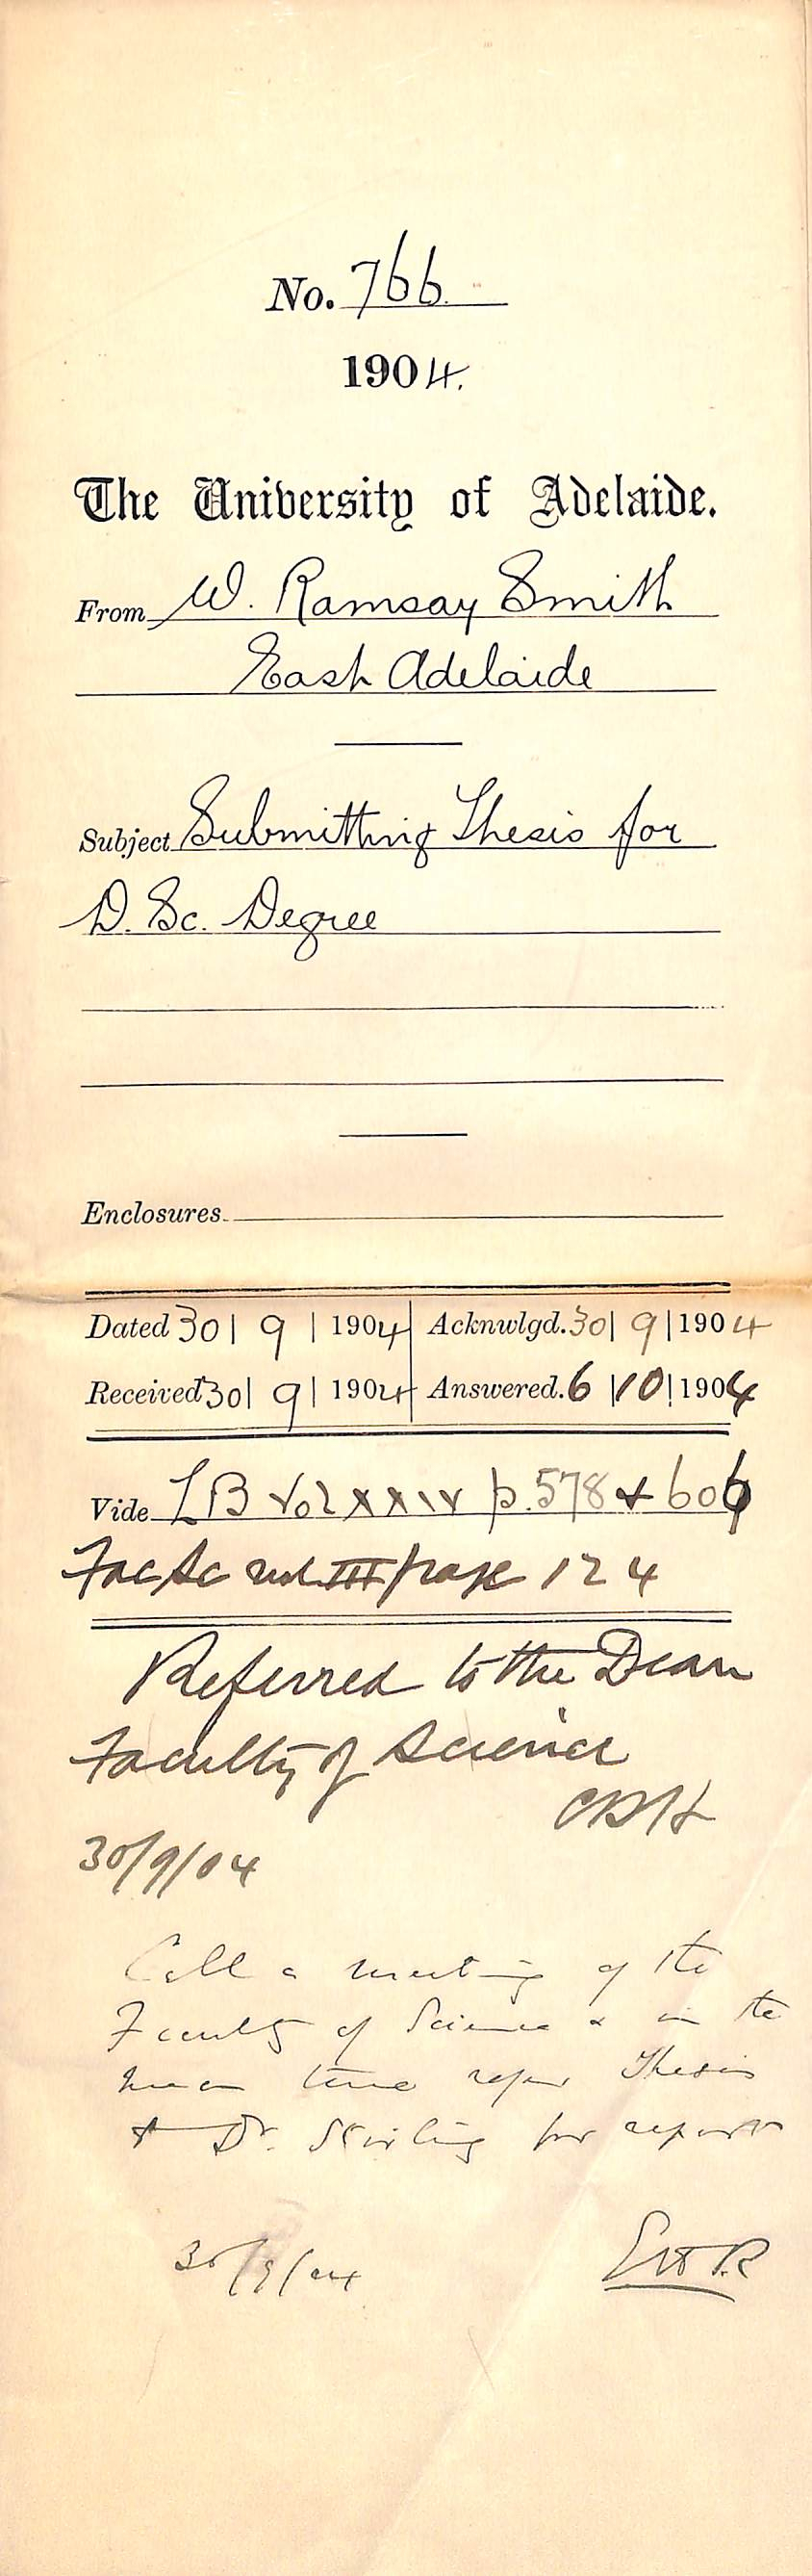 No. 766
1904.
The University of Adelaide.
From W. Ramsay Smith
East Adelaide
Subject Submitting Thesis for
D. Sc. Degree
Enclosures
Dated 30 | 9 | 1904 Acknwlgd. 30 | 9 | 1904
Received 30 | 9 | 1904 Answered. 6 | 10 | 1904
Vide LB Vol XXIV p. 578 & 606
Fac Sc vol III page 124
Referred to the Dean
Faculty of Science
CRH
30/9/04
Call a meeting of the
Faculty of Science & in the
mean time refer Thesis
to Dr. Stirling for report
30/9/04